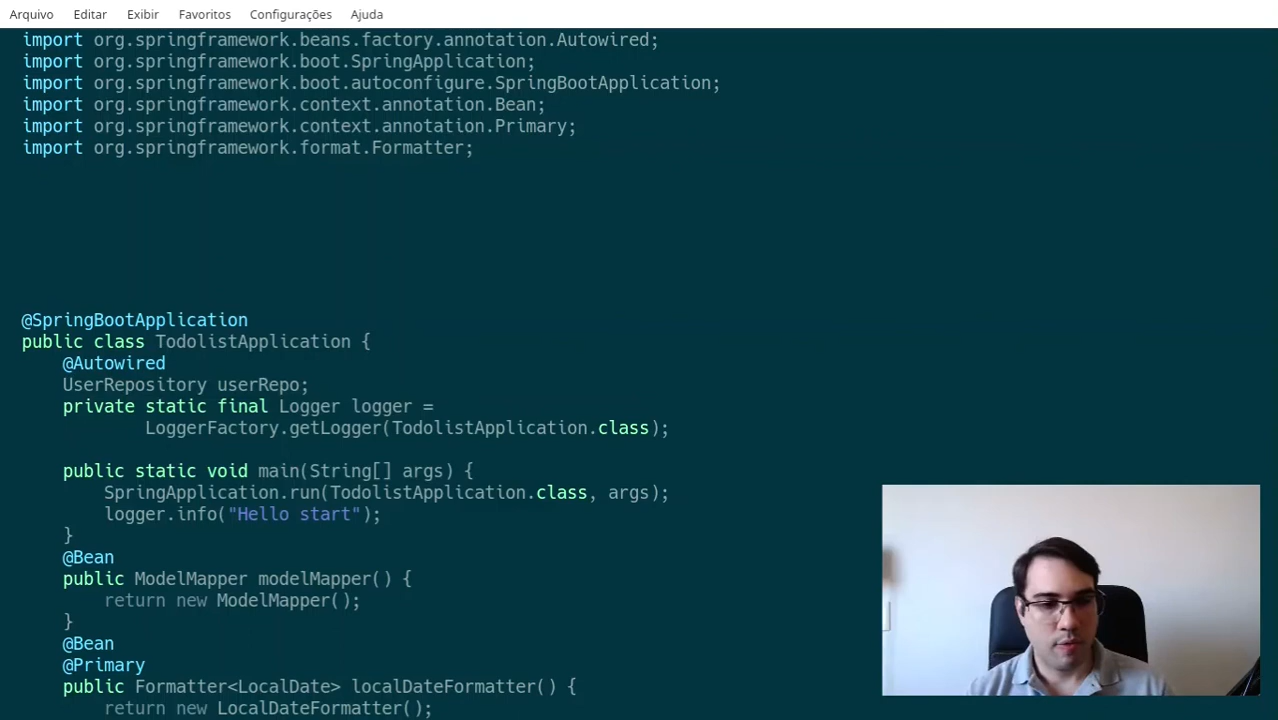 Arquivo Editar Exibir Favoritos Configurações Ajuda
import org.springframework.beans.factory.annotation.Autowired;
import org.springframework.boot.SpringApplication;
import org.springframework.boot.autoconfigure.SpringBootApplication;
import org.springframework.context.annotation.Bean;
import org.springframework.context.annotation.Primary;
import org.springframework.format.Formatter;
@SpringBootApplication
public class TodolistApplication {
@Autowired
UserRepository userRepo;
private static final Logger logger =
LoggerFactory.getLogger(TodolistApplication.class);
public static void main(String[] args) {
SpringApplication.run(TodolistApplication.class, args);
logger.info("Hello start");
}
@Bean
public ModelMapper modelMapper() {
return new ModelMapper();
}
@Bean
@Primary
public Formatter<LocalDate> localDateFormatter() {
return new LocalDateFormatter();